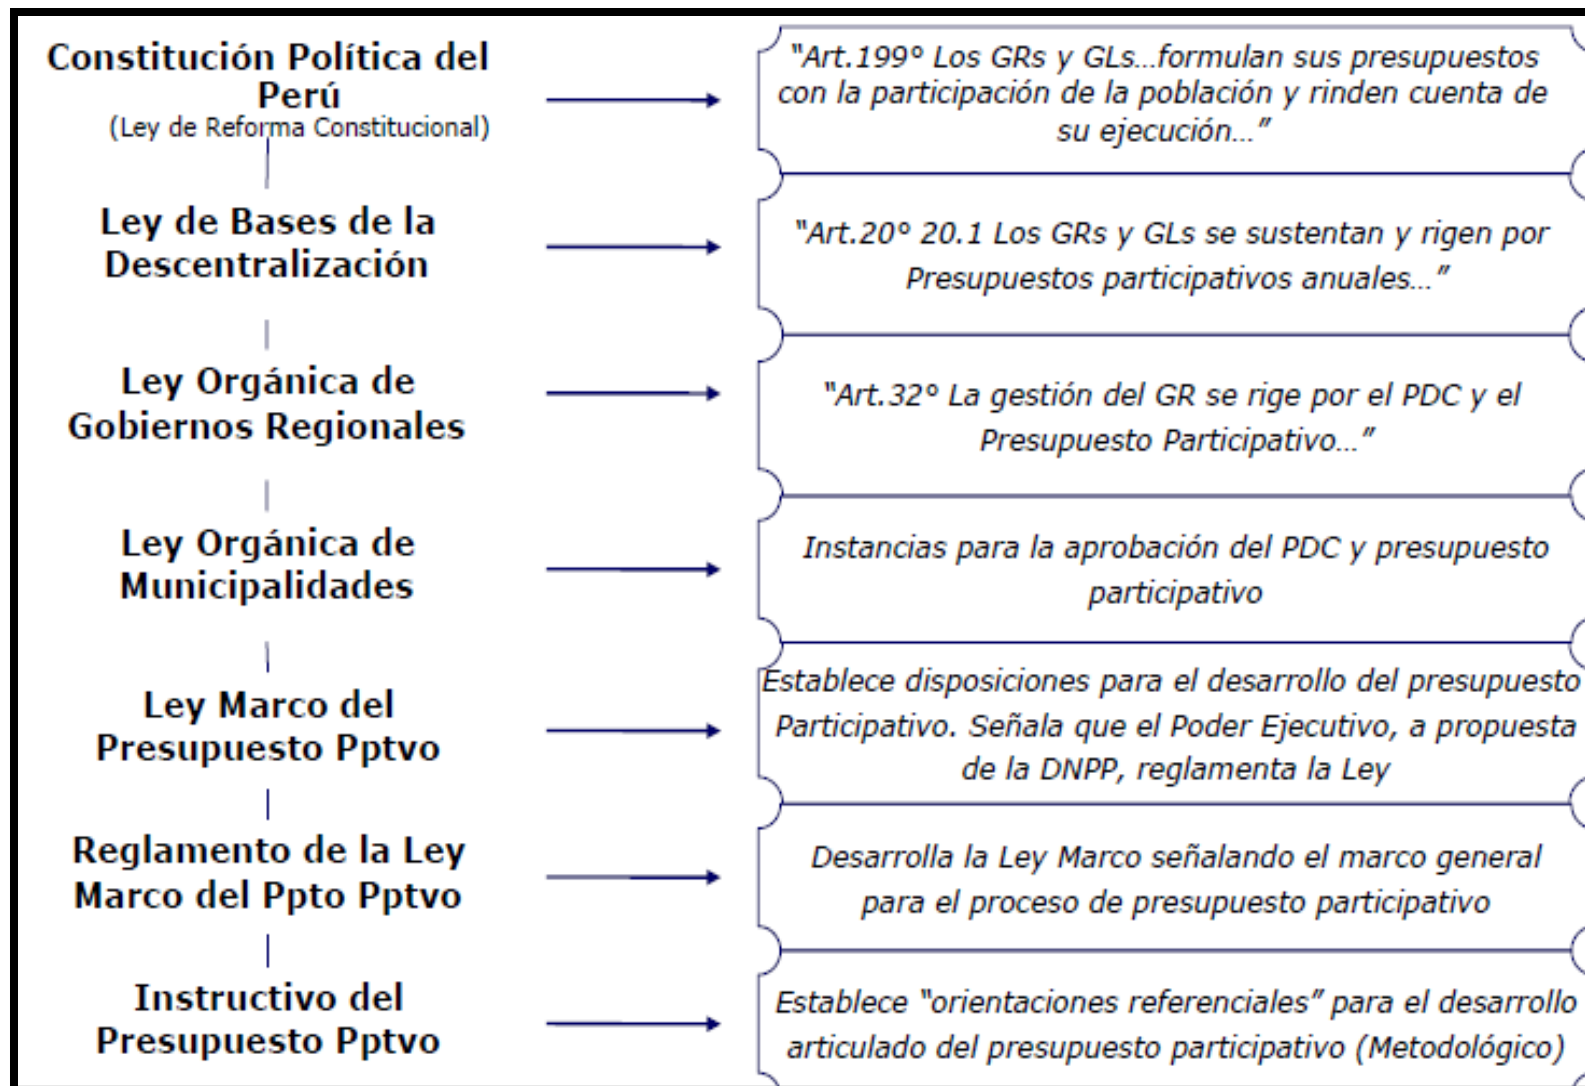 Constitución Política del
Perú
(Ley de Reforma Constitucional)
“Art.199° Los GRs y GLs...formulan sus presupuestos
con la participación de la población y rinden cuenta de
su ejecución...”
Ley de Bases de la
Descentralización
“Art.20° 20.1 Los GRs y GLs se sustentan y rigen por
Presupuestos participativos anuales...”
Ley Orgánica de
Gobiernos Regionales
“Art.32° La gestión del GR se rige por el PDC y el
Presupuesto Participativo...”
Ley Orgánica de
Municipalidades
Instancias para la aprobación del PDC y presupuesto
participativo
Ley Marco del
Presupuesto Pptvo
Establece disposiciones para el desarrollo del presupuesto
Participativo. Señala que el Poder Ejecutivo, a propuesta
de la DNPP, reglamenta la Ley
Reglamento de la Ley
Marco del Ppto Pptvo
Desarrolla la Ley Marco señalando el marco general
para el proceso de presupuesto participativo
Instructivo del
Presupuesto Pptvo
Establece “orientaciones referenciales” para el desarrollo
articulado del presupuesto participativo (Metodológico)